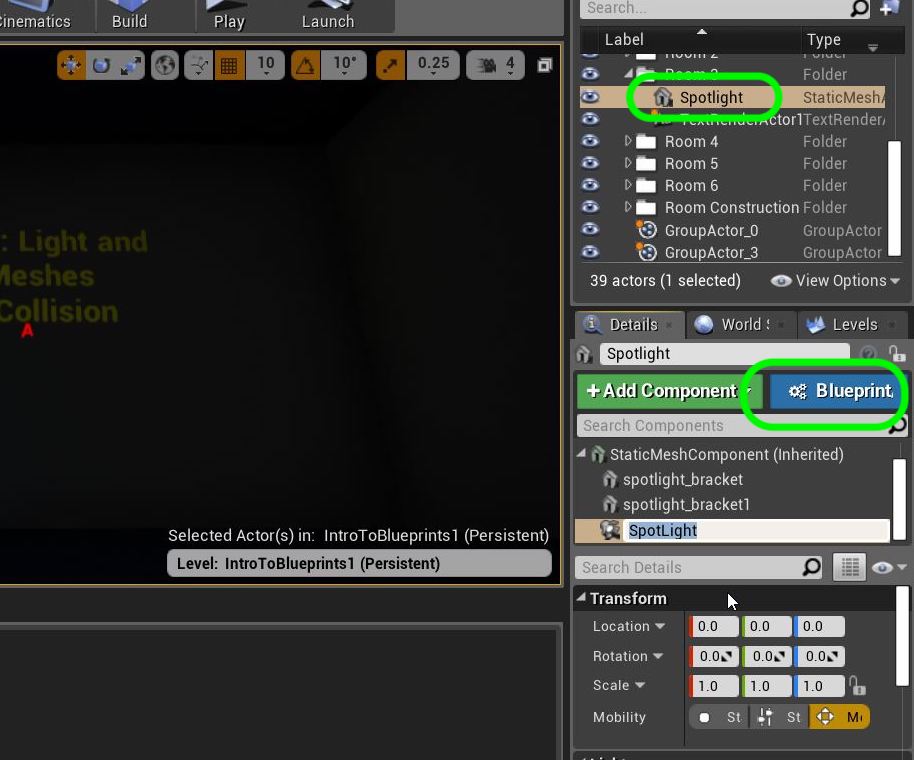 Cinematics Build Play Launch
10 10° 0.25 4
: Light and
Meshes
Collision
A
Selected Actor(s) in: IntroToBlueprints1 (Persistent)
Level: IntroToBlueprints1 (Persistent)
Search...
Label Type
Room 2 Folder
Room 3 Folder
Spotlight StaticMeshA
TextRenderActor1 TextRenderA
Room 4 Folder
Room 5 Folder
Room 6 Folder
Room Construction Folder
GroupActor_0 GroupActor
GroupActor_3 GroupActor
39 actors (1 selected) View Options
Details World S Levels
Spotlight
+Add Component Blueprint
Search Components
StaticMeshComponent (Inherited)
spotlight_bracket
spotlight_bracket1
SpotLight
Search Details
Transform
Location 0.0 0.0 0.0
Rotation 0.0 0.0 0.0
Scale 1.0 1.0 1.0
Mobility St St Mo